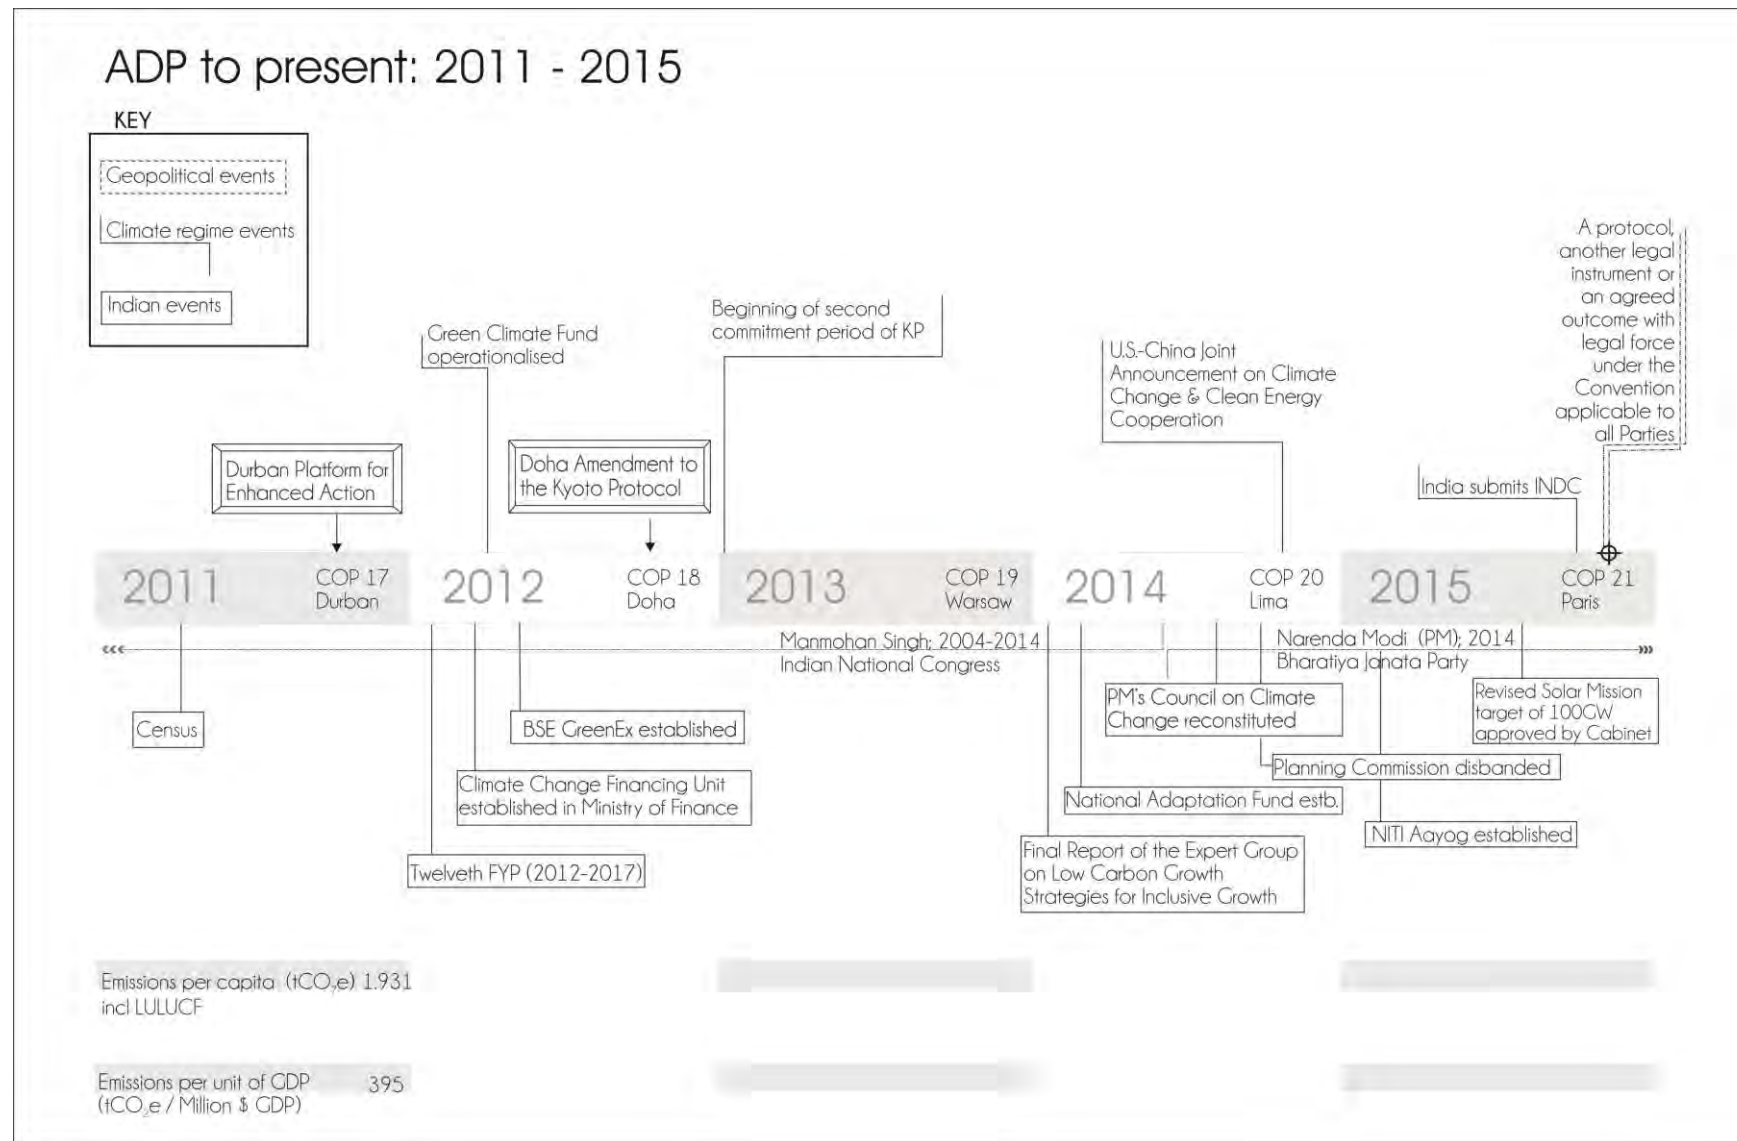 ADP to present: 2011 - 2015
KEY
Geopolitical events
Climate regime events
Indian events
Green Climate Fund
operationalised
Beginning of second
commitment period of KP
U.S.-China Joint
Announcement on Climate
Change & Clean Energy
Cooperation
A protocol,
another legal
instrument or
an agreed
outcome with
legal force
under the
Convention
applicable to
all Parties
Durban Platform for
Enhanced Action
Doha Amendment to
the Kyoto Protocol
India submits INDC
2011
COP 17
Durban
2012
COP 18
Doha
2013
COP 19
Warsaw
2014
COP 20
Lima
2015
COP 21
Paris
Manmohan Singh; 2004-2014
Indian National Congress
Narenda Modi (PM); 2014
Bharatiya Janata Party
Census
BSE GreenEx established
PM's Council on Climate
Change reconstituted
Revised Solar Mission
target of 100GW
approved by Cabinet
Climate Change Financing Unit
established in Ministry of Finance
Planning Commission disbanded
National Adaptation Fund estb.
NITI Aayog established
Twelveth FYP (2012-2017)
Final Report of the Expert Group
on Low Carbon Growth
Strategies for Inclusive Growth
Emissions per capita (tCO₂e) 1.931
incl LULUCF
Emissions per unit of GDP 395
(tCO₂e / Million $ GDP)